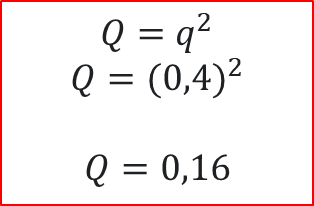 Q = q²
Q = (0,4)²
Q = 0,16